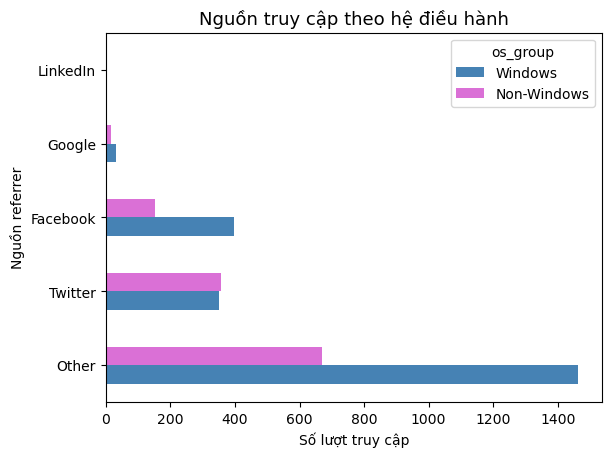 Nguồn truy cập theo hệ điều hành
os_group
Windows
Non-Windows
Nguồn referrer
LinkedIn
Google
Facebook
Twitter
Other
0 200 400 600 800 1000 1200 1400
Số lượt truy cập